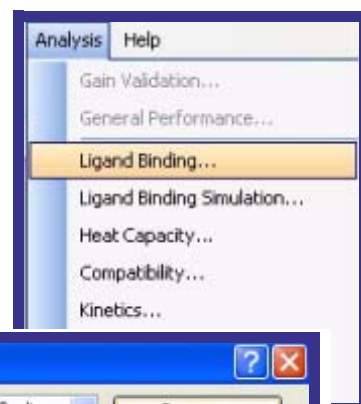 Analysis Help
Gain Validation...
General Performance...
Ligand Binding...
Ligand Binding Simulation...
Heat Capacity...
Compatibility...
Kinetics...
?